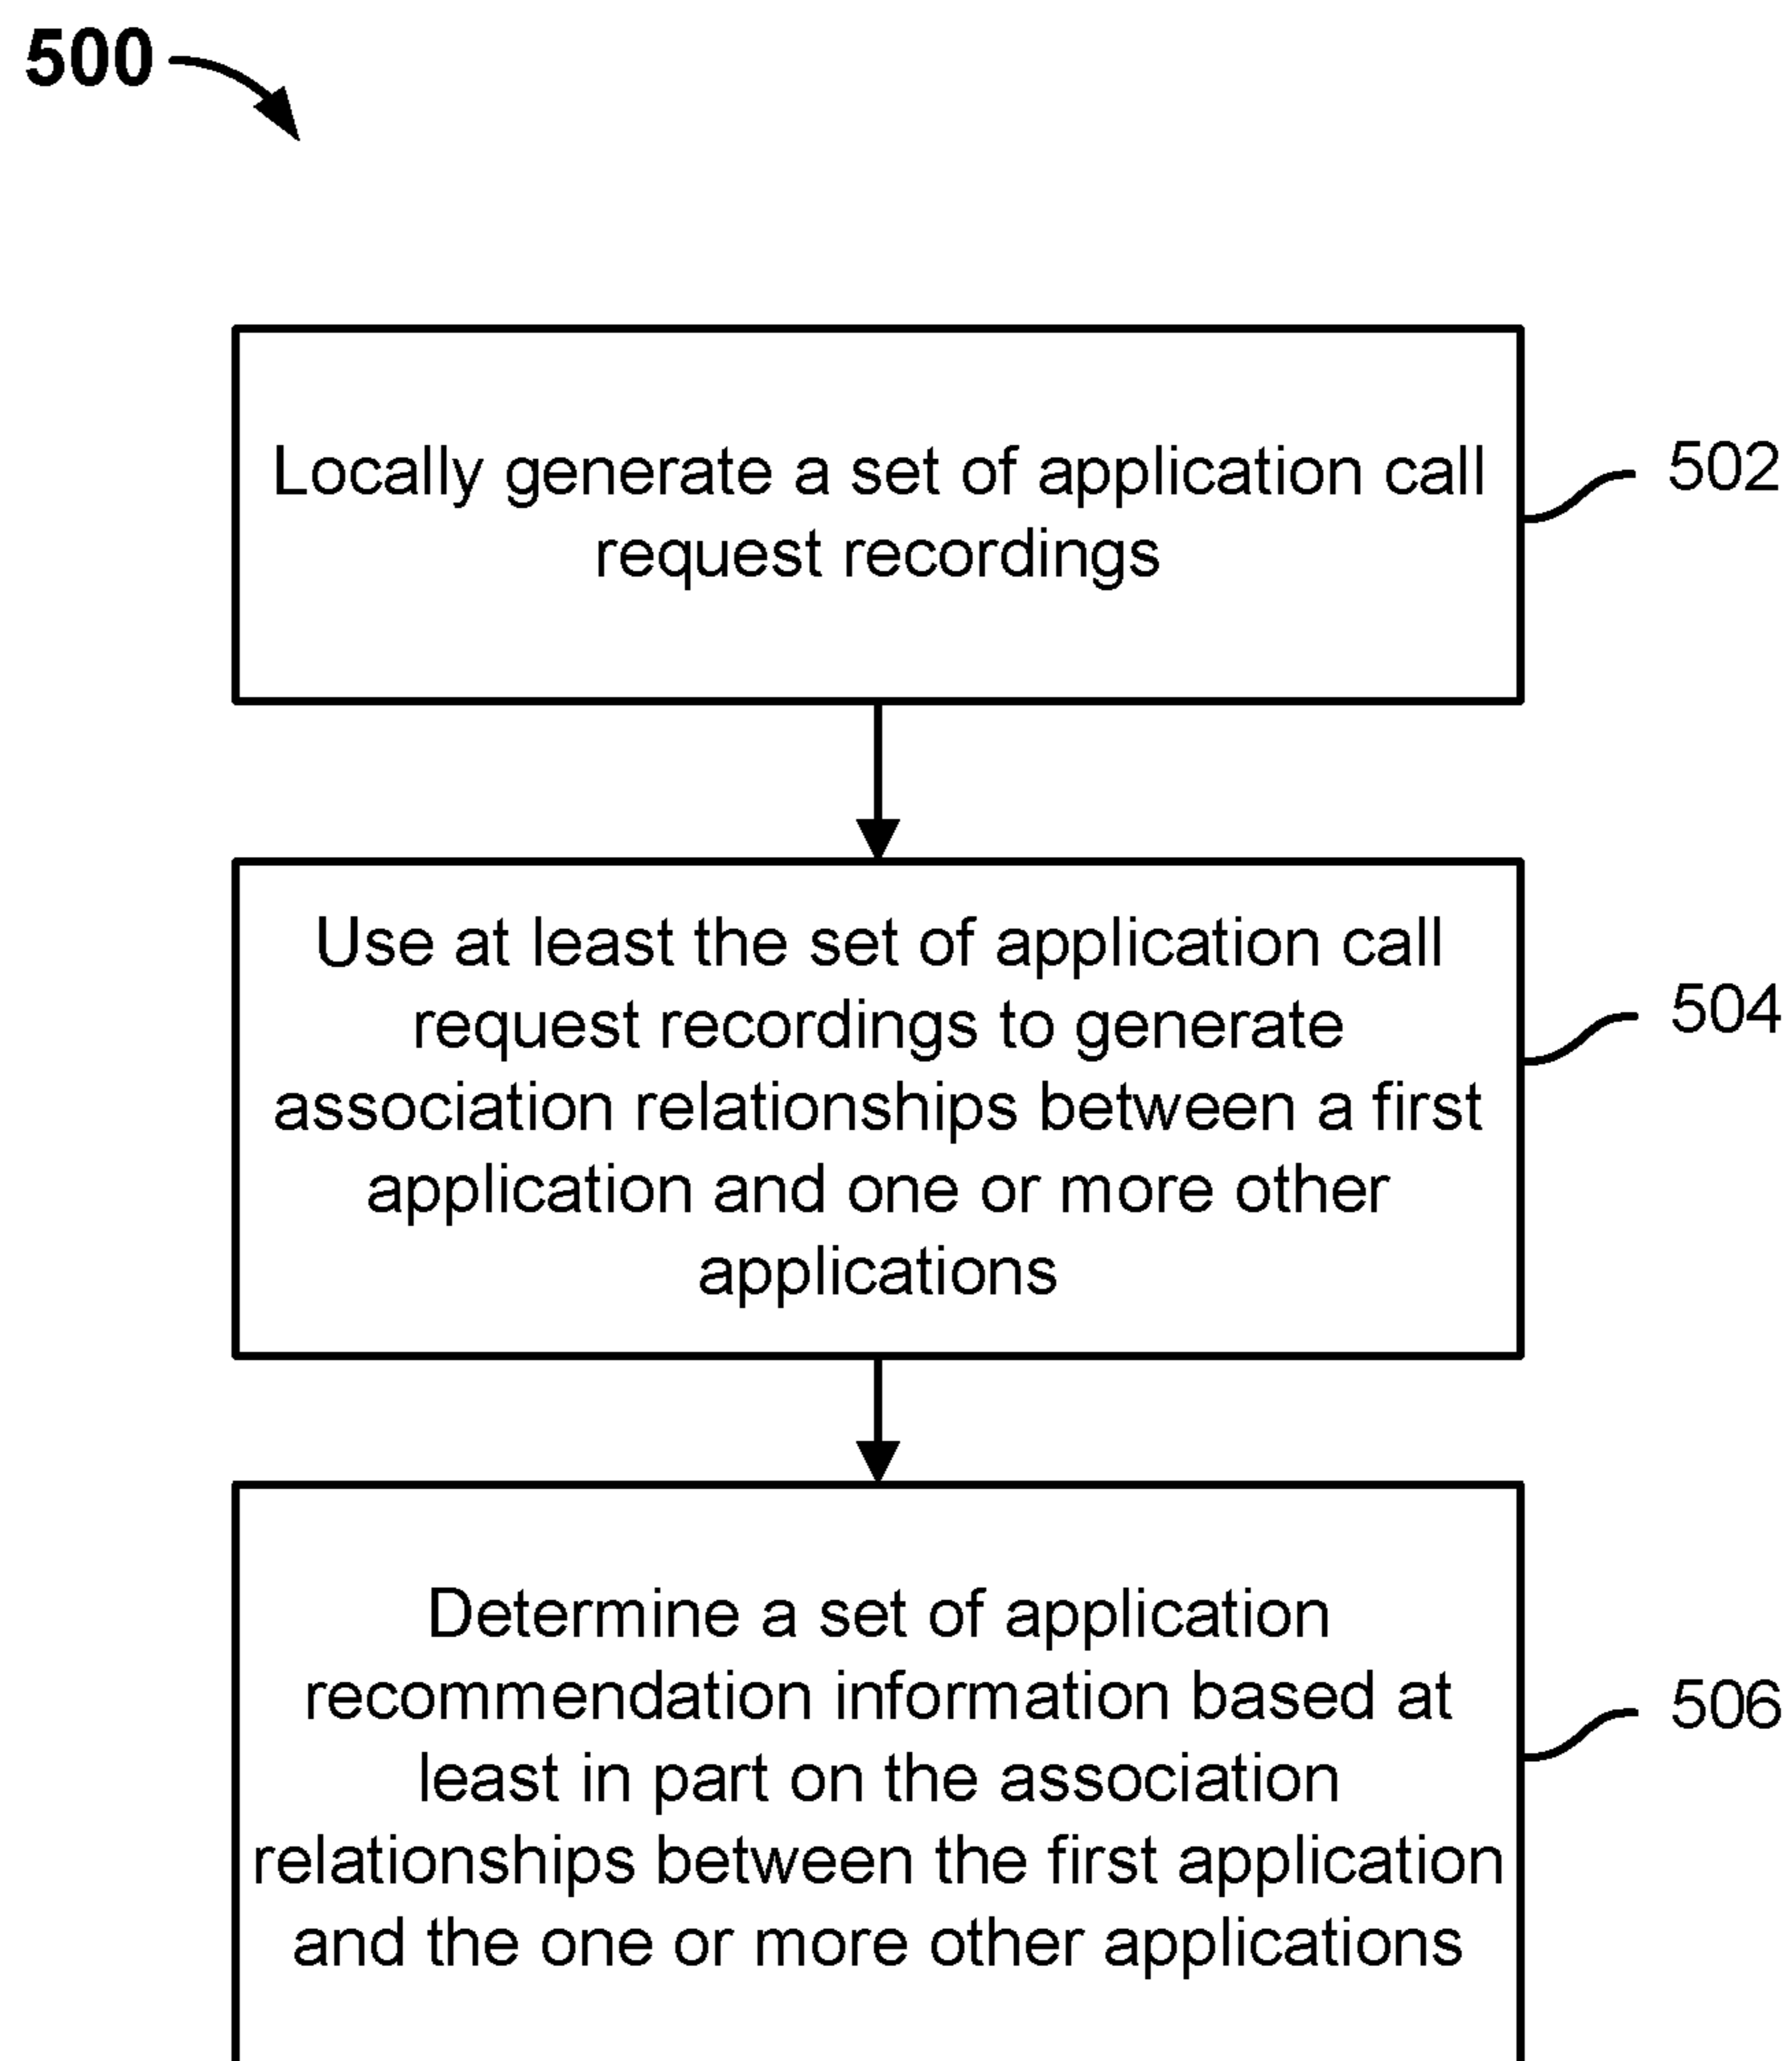 500
Locally generate a set of application call
request recordings
502
Use at least the set of application call
request recordings to generate
association relationships between a first
application and one or more other
applications
504
Determine a set of application
recommendation information based at
least in part on the association
relationships between the first application
and the one or more other applications
506